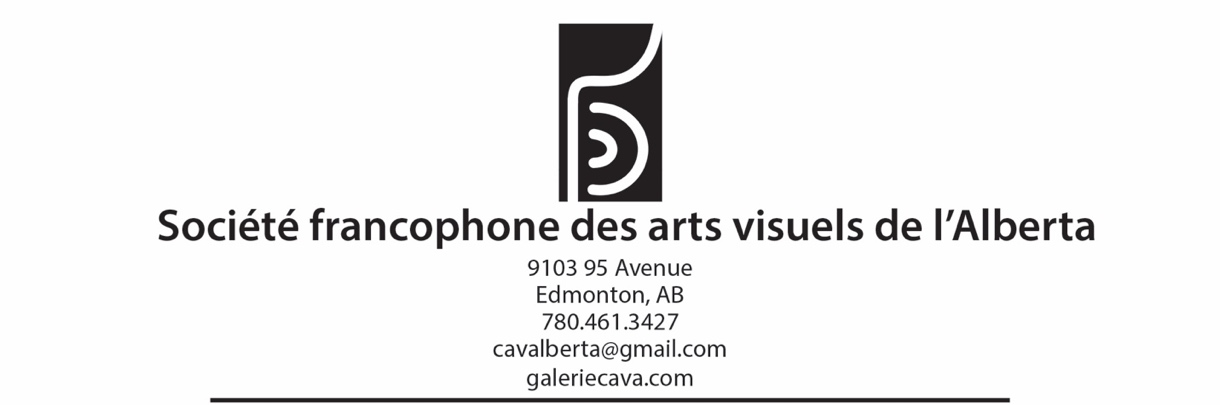 Société francophone des arts visuels de l’Alberta
9103 95 Avenue
Edmonton, AB
780.461.3427
cavalberta@gmail.com
galeriecava.com